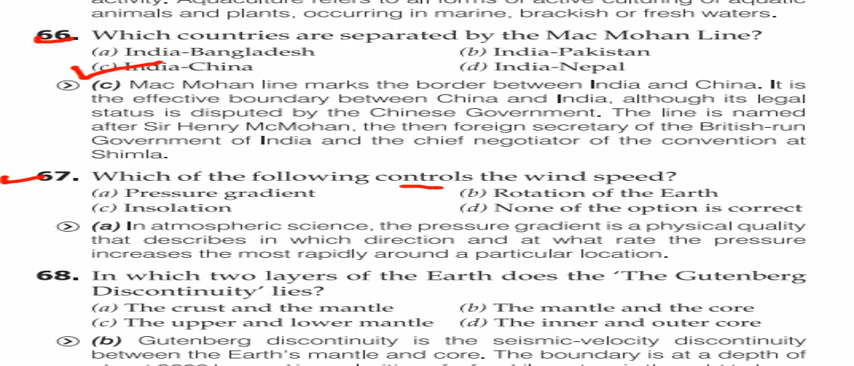 animals and plants, occurring in marine, brackish or fresh waters.
66. Which countries are separated by the Mac Mohan Line?
(a) India-Bangladesh (b) India-Pakistan
(c) India-China (d) India-Nepal
(c) Mac Mohan line marks the border between India and China. It is
the effective boundary between China and India, although its legal
status is disputed by the Chinese Government. The line is named
after Sir Henry McMohan, the then foreign secretary of the British-run
Government of India and the chief negotiator of the convention at
Shimla.
67. Which of the following controls the wind speed?
(a) Pressure gradient (b) Rotation of the Earth
(c) Insolation (d) None of the option is correct
(a) In atmospheric science, the pressure gradient is a physical quality
that describes in which direction and at what rate the pressure
increases the most rapidly around a particular location.
68. In which two layers of the Earth does the ‘The Gutenberg
Discontinuity’ lies?
(a) The crust and the mantle (b) The mantle and the core
(c) The upper and lower mantle (d) The inner and outer core
(b) Gutenberg discontinuity is the seismic-velocity discontinuity
between the Earth's mantle and core. The boundary is at a depth of